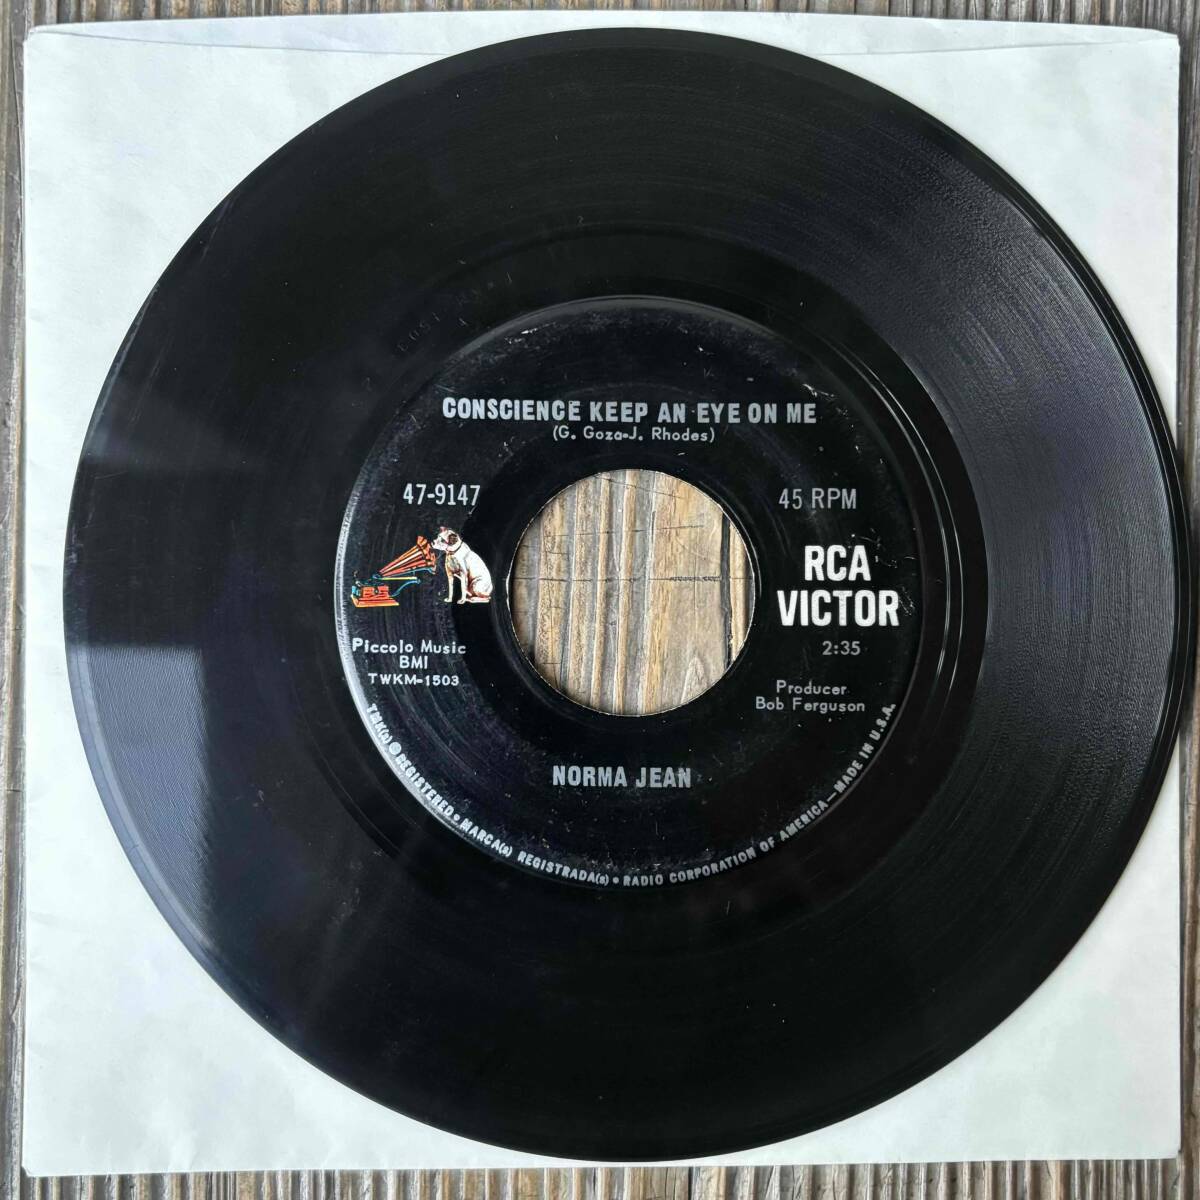 CONSCIENCE KEEP AN EYE ON ME
(G. Goza-J. Rhodes)
47-9147
45 RPM
RCA
VICTOR
2:35
Piccolo Music
BMI
TWKM-1503
Producer
Bob Ferguson
NORMA JEAN
TMK(s) ® REGISTERED • MARCA(s) REGISTRADA(s) • RADIO CORPORATION OF AMERICA—MADE IN U.S.A.